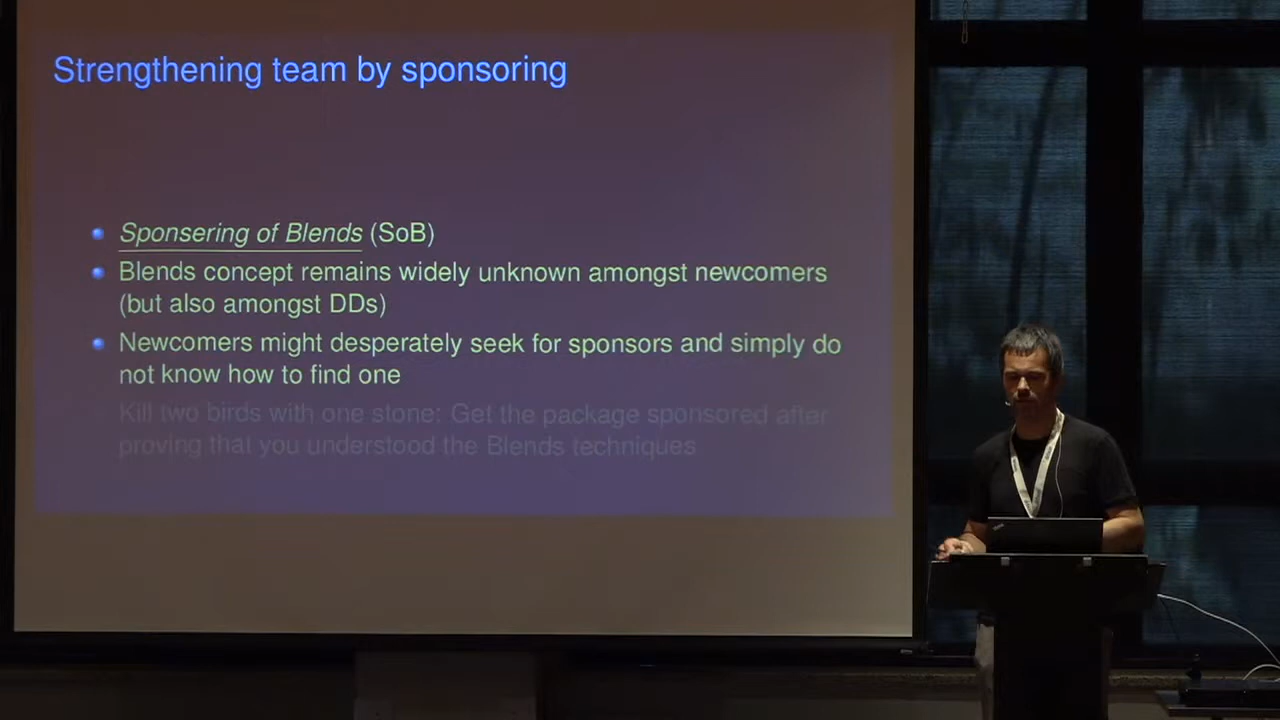 Strengthening team by sponsoring
Sponsering of Blends (SoB)
Blends concept remains widely unknown amongst newcomers
(but also amongst DDs)
Newcomers might desperately seek for sponsors and simply do
not know how to find one
Kill two birds with one stone: Get the package sponsored after
proving that you understood the Blends techniques